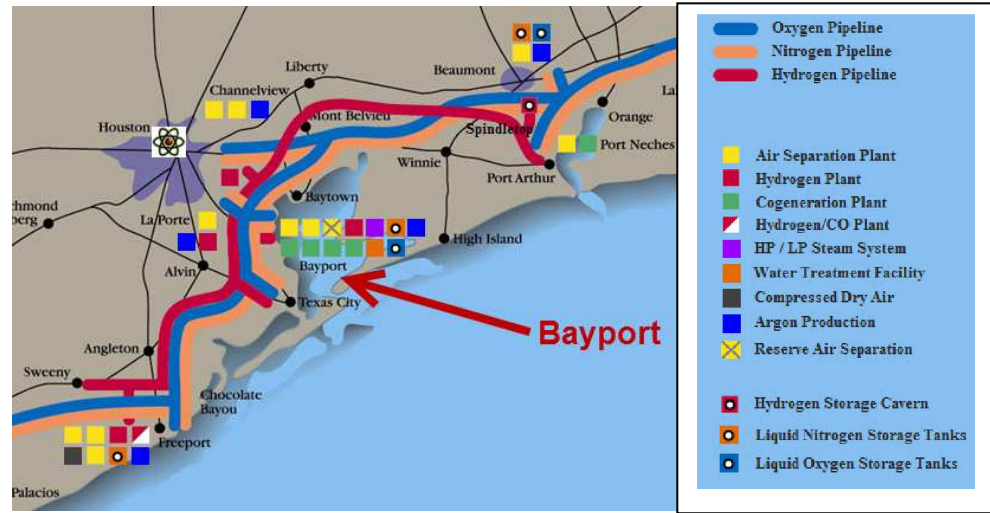 Liberty
Beaumont
La
Channelview
Orange
Houston
Mont Belvieu
Spindletop
Port Neches
Winnie
Port Arthur
Baytown
La Porte
High Island
Bayport
Alvin
Texas City
Bayport
Angleton
Sweeny
Chocolate
Bayou
Freeport
Palacios
Oxygen Pipeline
Nitrogen Pipeline
Hydrogen Pipeline
Air Separation Plant
Hydrogen Plant
Cogeneration Plant
Hydrogen/CO Plant
HP / LP Steam System
Water Treatment Facility
Compressed Dry Air
Argon Production
Reserve Air Separation
Hydrogen Storage Cavern
Liquid Nitrogen Storage Tanks
Liquid Oxygen Storage Tanks